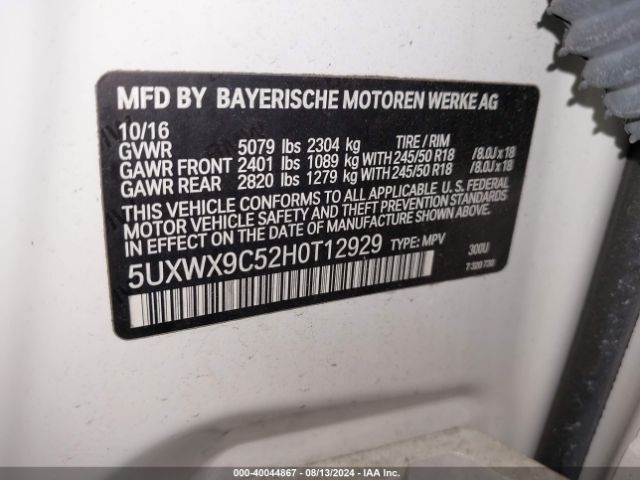 MFD BY BAYERISCHE MOTOREN WERKE AG
10/16 TIRE / RIM
GVWR 5079 lbs 2304 kg
GAWR FRONT 2401 lbs 1089 kg WITH 245/50 R18 /8.0J x 18
GAWR REAR 2820 lbs 1279 kg WITH 245/50 R18 /8.0J x 18
THIS VEHICLE CONFORMS TO ALL APPLICABLE U. S. FEDERAL
MOTOR VEHICLE SAFETY AND THEFT PREVENTION STANDARDS
IN EFFECT ON THE DATE OF MANUFACTURE SHOWN ABOVE.
5UXWX9C52H0T12929 TYPE: MPV 300U
7 320 730
000-40044867 - 08/13/2024 - IAA Inc.